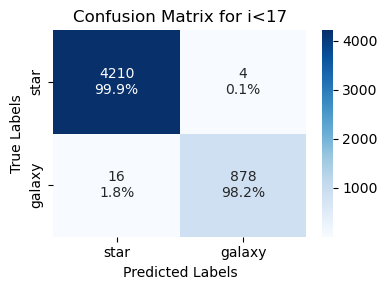 Confusion Matrix for i<17
True Labels
star
galaxy
4210
99.9%
4
0.1%
16
1.8%
878
98.2%
star
galaxy
Predicted Labels
4000
3000
2000
1000